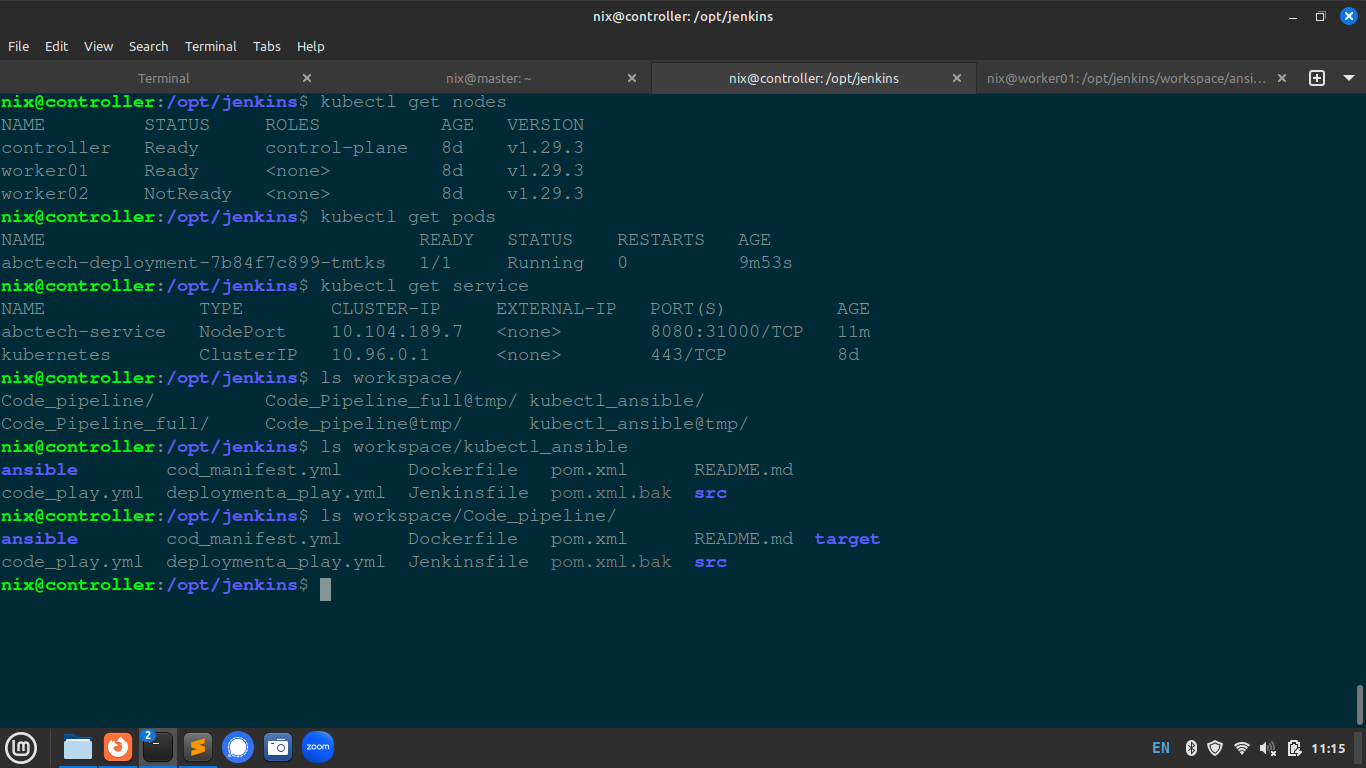 nix@controller: /opt/jenkins
File Edit View Search Terminal Tabs Help
Terminal nix@master: ~ nix@controller: /opt/jenkins nix@worker01: /opt/jenkins/workspace/ansi...
nix@controller:/opt/jenkins$ kubectl get nodes
NAME STATUS ROLES AGE VERSION
controller Ready control-plane 8d v1.29.3
worker01 Ready <none> 8d v1.29.3
worker02 NotReady <none> 8d v1.29.3
nix@controller:/opt/jenkins$ kubectl get pods
NAME READY STATUS RESTARTS AGE
abctech-deployment-7b84f7c899-tmtks 1/1 Running 0 9m53s
nix@controller:/opt/jenkins$ kubectl get service
NAME TYPE CLUSTER-IP EXTERNAL-IP PORT(S) AGE
abctech-service NodePort 10.104.189.7 <none> 8080:31000/TCP 11m
kubernetes ClusterIP 10.96.0.1 <none> 443/TCP 8d
nix@controller:/opt/jenkins$ ls workspace/
Code_pipeline/ Code_Pipeline_full@tmp/ kubectl_ansible/
Code_Pipeline_full/ Code_pipeline@tmp/ kubectl_ansible@tmp/
nix@controller:/opt/jenkins$ ls workspace/kubectl_ansible
ansible cod_manifest.yml Dockerfile pom.xml README.md
code_play.yml deploymenta_play.yml Jenkinsfile pom.xml.bak src
nix@controller:/opt/jenkins$ ls workspace/Code_pipeline/
ansible cod_manifest.yml Dockerfile pom.xml README.md target
code_play.yml deploymenta_play.yml Jenkinsfile pom.xml.bak src
nix@controller:/opt/jenkins$
2
zoom
EN 11:15